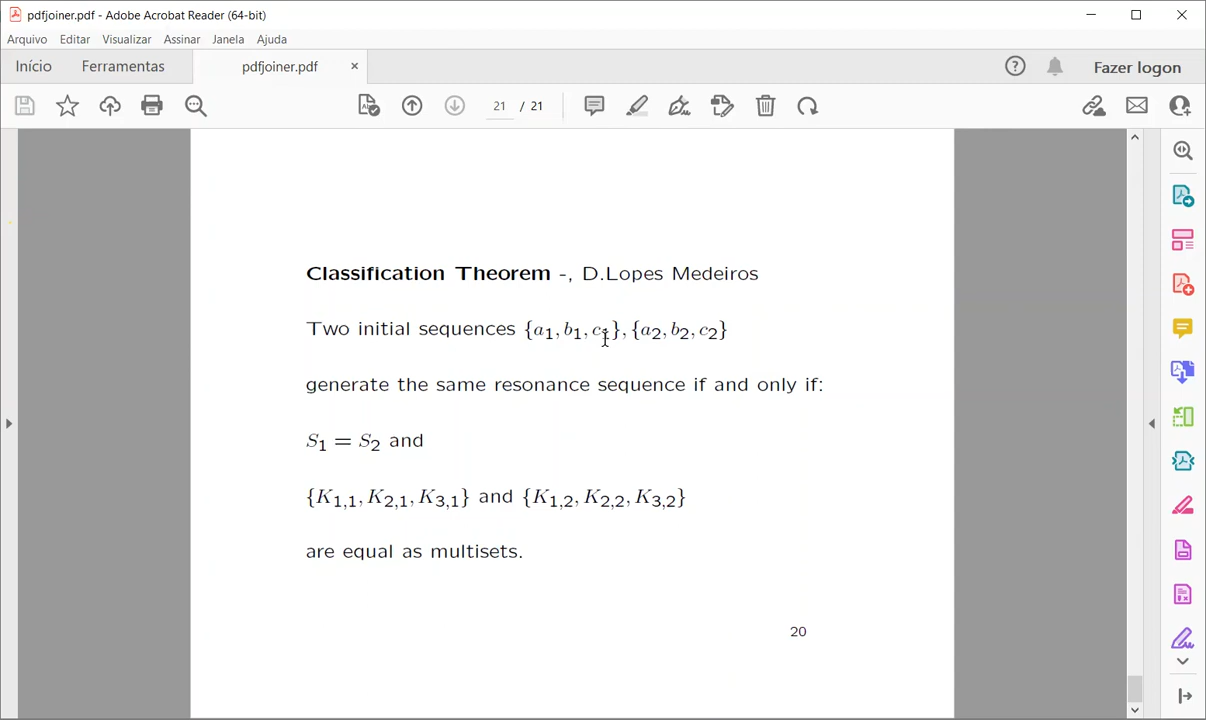 pdfjoiner.pdf - Adobe Acrobat Reader (64-bit)
Arquivo Editar Visualizar Assinar Janela Ajuda
Início Ferramentas pdfjoiner.pdf × Fazer logon
21 / 21
Classification Theorem -, D.Lopes Medeiros
Two initial sequences {a₁, b₁, c₁}, {a₂, b₂, c₂}
generate the same resonance sequence if and only if:
S₁ = S₂ and
{K₁,₁, K₂,₁, K₃,₁} and {K₁,₂, K₂,₂, K₃,₂}
are equal as multisets.
20